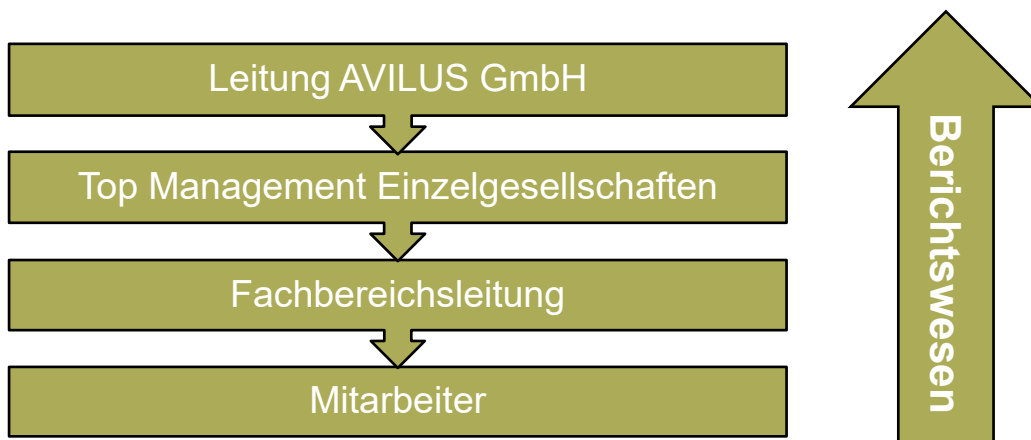 Leitung AVILUS GmbH
Top Management Einzelgesellschaften
Fachbereichsleitung
Mitarbeiter
Berichtswesen